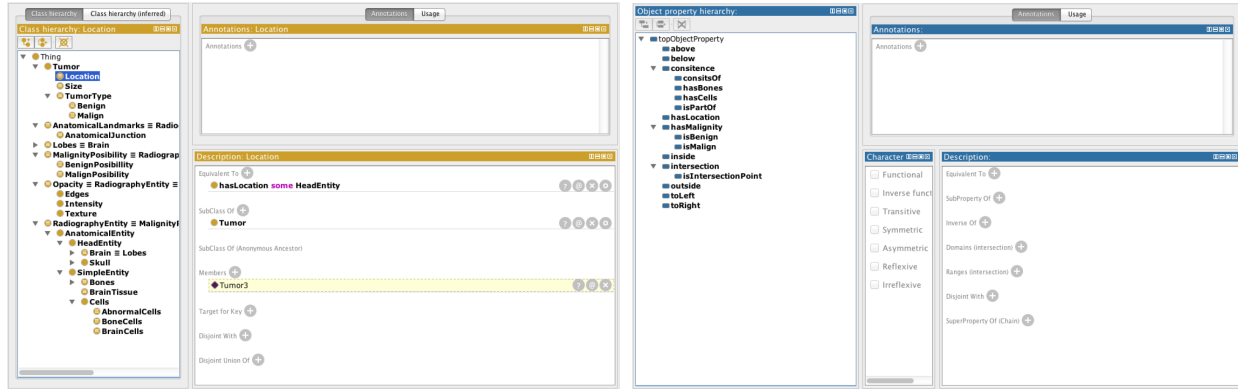 Class hierarchy Class hierarchy (inferred)
Class hierarchy: Location
Thing
Tumor
Location
Size
TumorType
Benign
Malign
AnatomicalLandmarks ≡ Radio
AnatomicalJunction
Lobes ≡ Brain
MalignityPosibility ≡ Radiograp
BenignPosibillity
MalignPosibility
Opacity ≡ RadiographyEntity ≡
Edges
Intensity
Texture
RadiographyEntity ≡ MalignityP
AnatomicalEntity
HeadEntity
Brain ≡ Lobes
Skull
SimpleEntity
Bones
BrainTissue
Cells
AbnormalCells
BoneCells
BrainCells
Annotations Usage
Annotations: Location
Annotations
Description: Location
Equivalent To
hasLocation some HeadEntity
SubClass Of
Tumor
SubClass Of (Anonymous Ancestor)
Members
Tumor3
Target for Key
Disjoint With
Disjoint Union Of
Object property hierarchy:
topObjectProperty
above
below
consitence
consitsOf
hasBones
hasCells
isPartOf
hasLocation
hasMalignity
isBenign
isMalign
inside
intersection
isIntersectionPoint
outside
toLeft
toRight
Annotations Usage
Annotations:
Annotations
Character
Functional
Inverse funct
Transitive
Symmetric
Asymmetric
Reflexive
Irreflexive
Description:
Equivalent To
SubProperty Of
Inverse Of
Domains (intersection)
Ranges (intersection)
Disjoint With
SuperProperty Of (Chain)